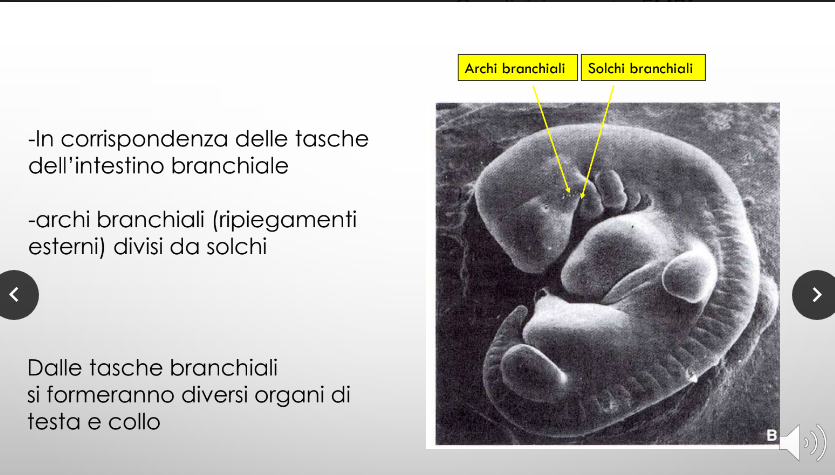 Archi branchiali
Solchi branchiali
-In corrispondenza delle tasche
dell'intestino branchiale
-archi branchiali (ripiegamenti
esterni) divisi da solchi
Dalle tasche branchiali
si formeranno diversi organi di
testa e collo
B